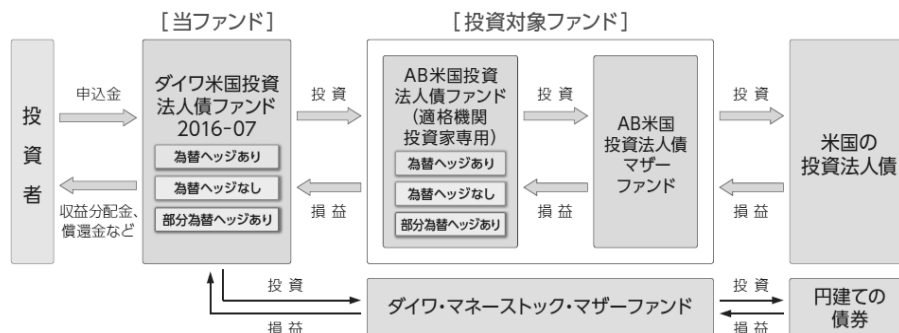 [当ファンド]
[投資対象ファンド]
投資者
申込金
収益分配金、
償還金など
ダイワ米国投資
法人債ファンド
2016-07
為替ヘッジあり
為替ヘッジなし
部分為替ヘッジあり
投資
損益
AB米国投資
法人債ファンド
(適格機関
投資家専用)
為替ヘッジあり
為替ヘッジなし
部分為替ヘッジあり
投資
損益
AB米国
投資法人債
マザー
ファンド
投資
損益
米国の
投資法人債
投資
損益
ダイワ・マネーストック・マザーファンド
投資
損益
円建ての
債券